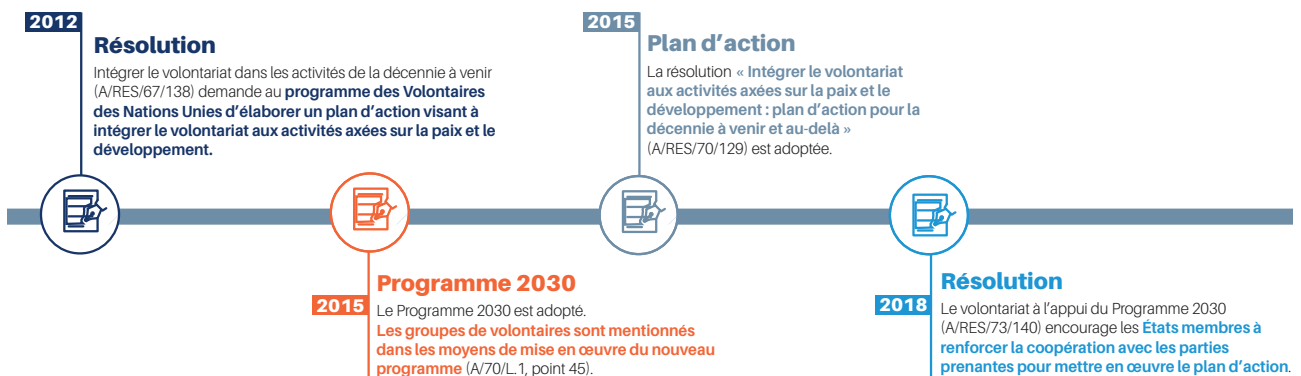 2012
Résolution
Intégrer le volontariat dans les activités de la décennie à venir
(A/RES/67/138) demande au programme des Volontaires
des Nations Unies d’élaborer un plan d’action visant à
intégrer le volontariat aux activités axées sur la paix et le
développement.
2015
Programme 2030
Le Programme 2030 est adopté.
Les groupes de volontaires sont mentionnés
dans les moyens de mise en œuvre du nouveau
programme (A/70/L.1, point 45).
2015
Plan d’action
La résolution « Intégrer le volontariat
aux activités axées sur la paix et le
développement : plan d’action pour la
décennie à venir et au-delà »
(A/RES/70/129) est adoptée.
2018
Résolution
Le volontariat à l’appui du Programme 2030
(A/RES/73/140) encourage les États membres à
renforcer la coopération avec les parties
prenantes pour mettre en œuvre le plan d’action.